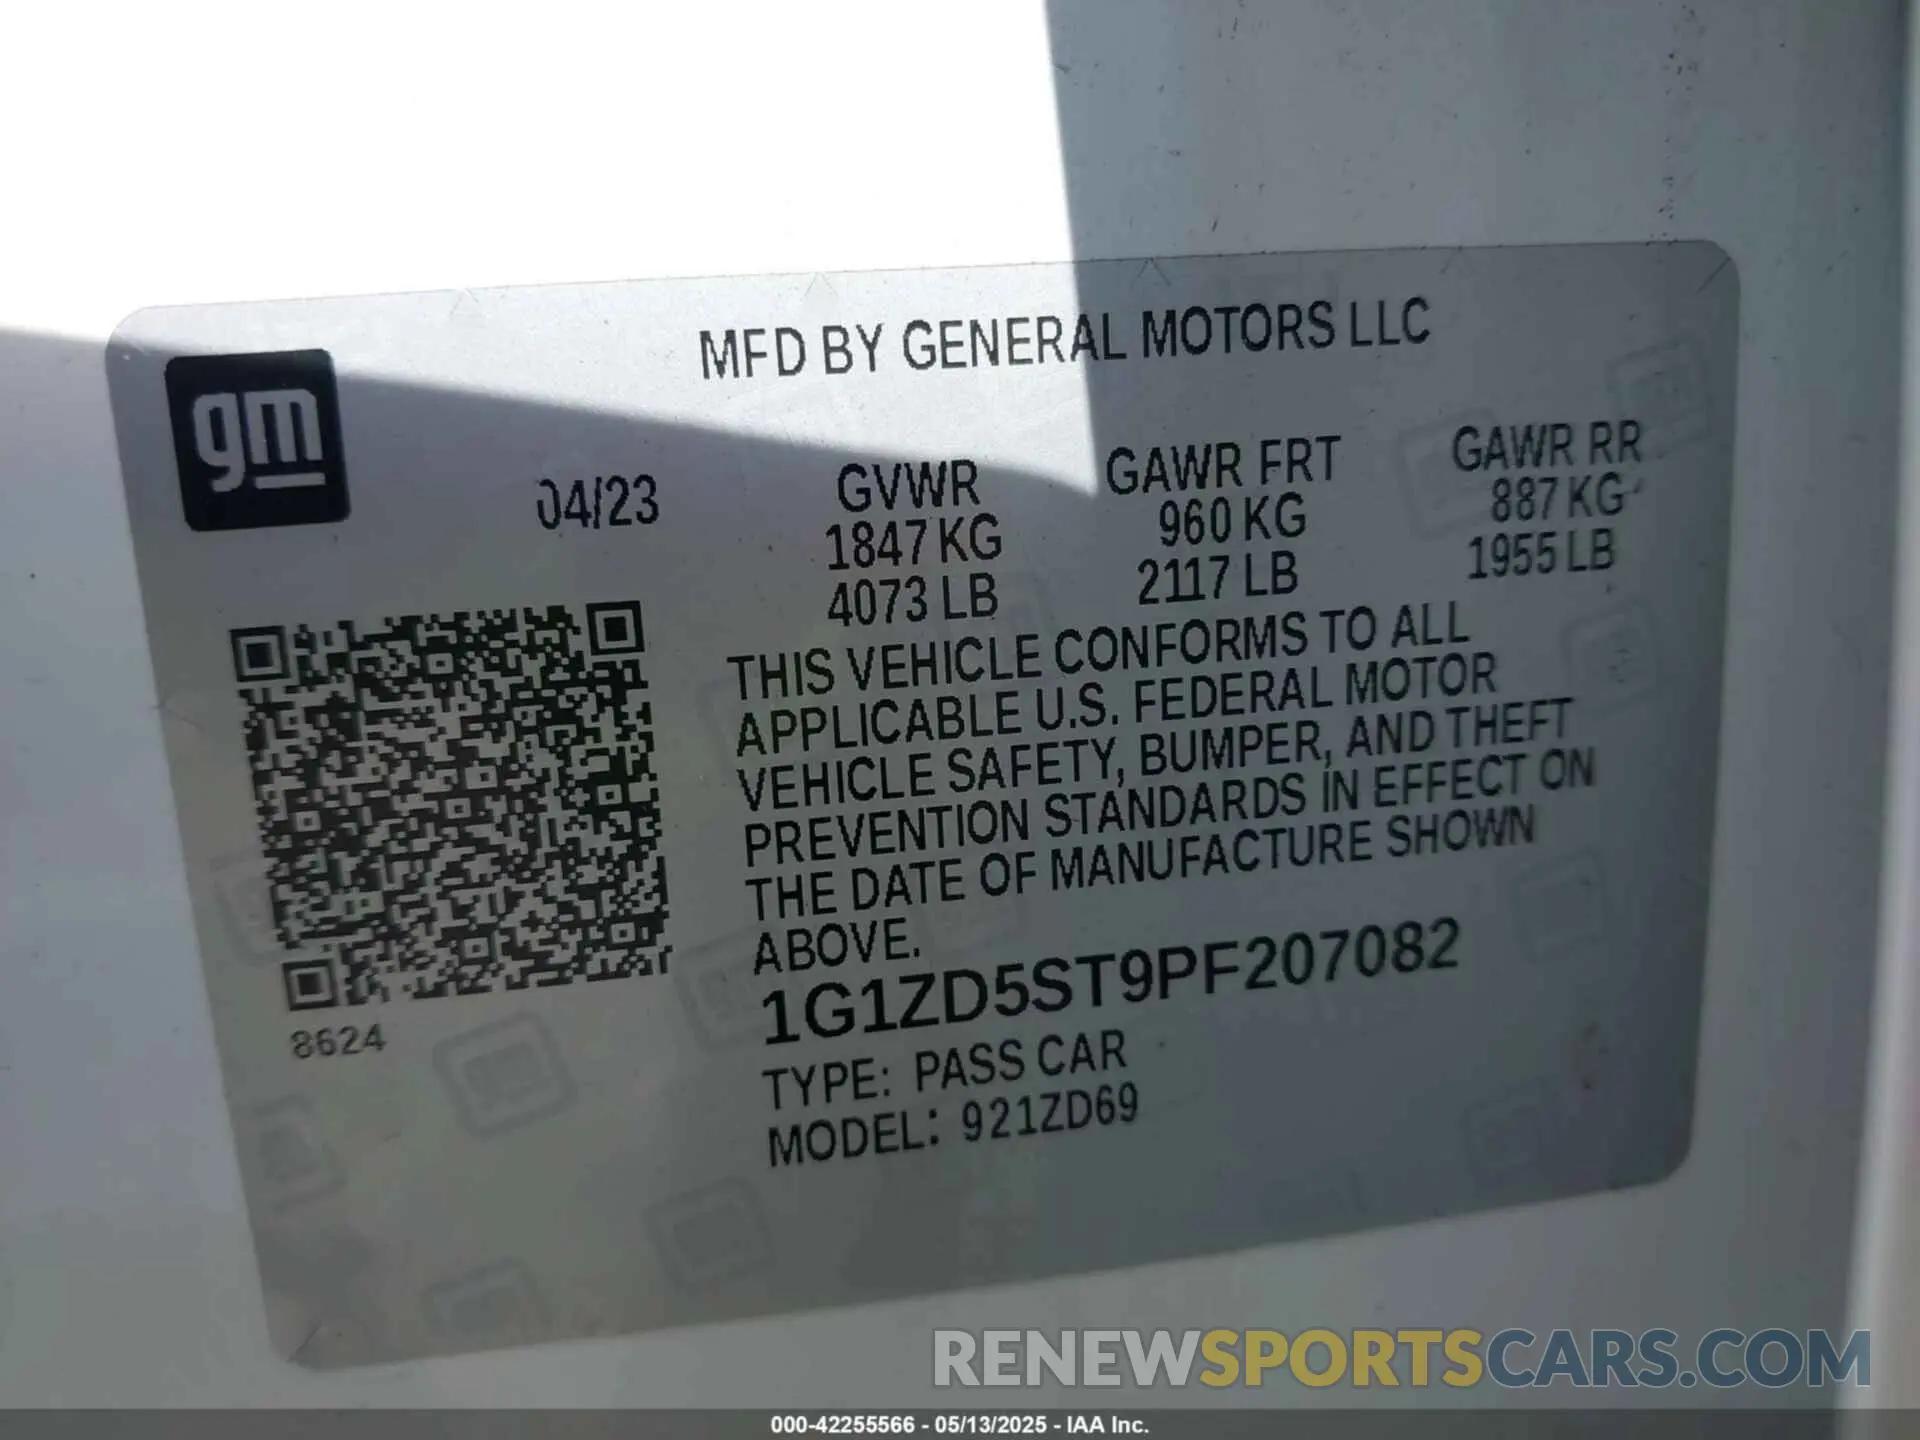 MFD BY GENERAL MOTORS LLC
gm
04/23
GVWR
1847 KG
4073 LB
GAWR FRT
960 KG
2117 LB
GAWR RR
887 KG
1955 LB
THIS VEHICLE CONFORMS TO ALL
APPLICABLE U.S. FEDERAL MOTOR
VEHICLE SAFETY, BUMPER, AND THEFT
PREVENTION STANDARDS IN EFFECT ON
THE DATE OF MANUFACTURE SHOWN
ABOVE.
1G1ZD5ST9PF207082
TYPE: PASS CAR
MODEL: 921ZD69
8624
RENEWSPORTSCARS.COM
000-42255566 - 05/13/2025 - IAA Inc.